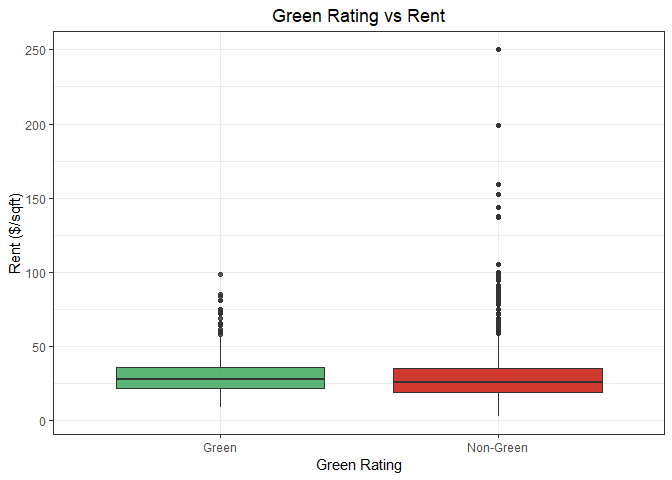 Green Rating vs Rent
250
200
150
100
50
0
Rent ($/sqft)
Green
Non-Green
Green Rating